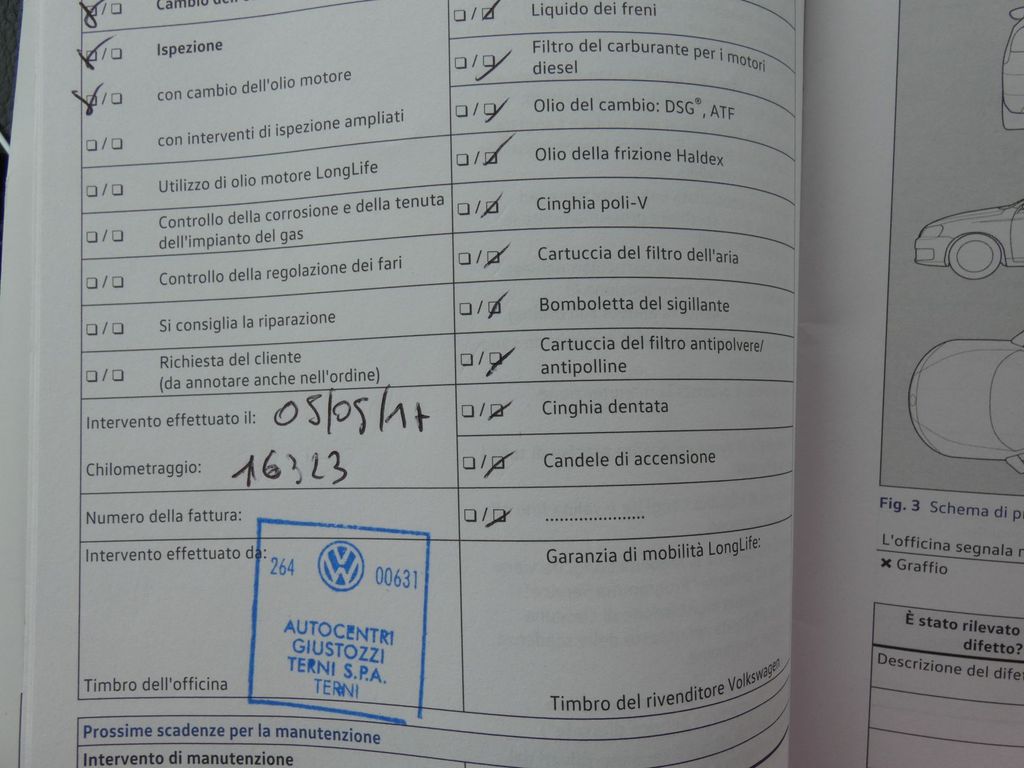 Cambio dell'
Ispezione
con cambio dell'olio motore
con interventi di ispezione ampliati
Utilizzo di olio motore LongLife
Controllo della corrosione e della tenuta
dell'impianto del gas
Controllo della regolazione dei fari
Si consiglia la riparazione
Richiesta del cliente
(da annotare anche nell'ordine)
Intervento effettuato il: 05/05/17
Chilometraggio: 16323
Numero della fattura:
Intervento effettuato da:
264 00631
AUTOCENTRI
GIUSTOZZI
TERNI S.P.A.
TERNI
Timbro dell'officina
Liquido dei freni
Filtro del carburante per i motori
diesel
Olio del cambio: DSG®, ATF
Olio della frizione Haldex
Cinghia poli-V
Cartuccia del filtro dell'aria
Bomboletta del sigillante
Cartuccia del filtro antipolvere/
antipolline
Cinghia dentata
Candele di accensione
.....................
Garanzia di mobilità LongLife:
Timbro del rivenditore Volkswagen
Prossime scadenze per la manutenzione
Intervento di manutenzione
Fig. 3 Schema di
L'officina segnala
✖ Graffio
È stato rilevato
difetto?
Descrizione del